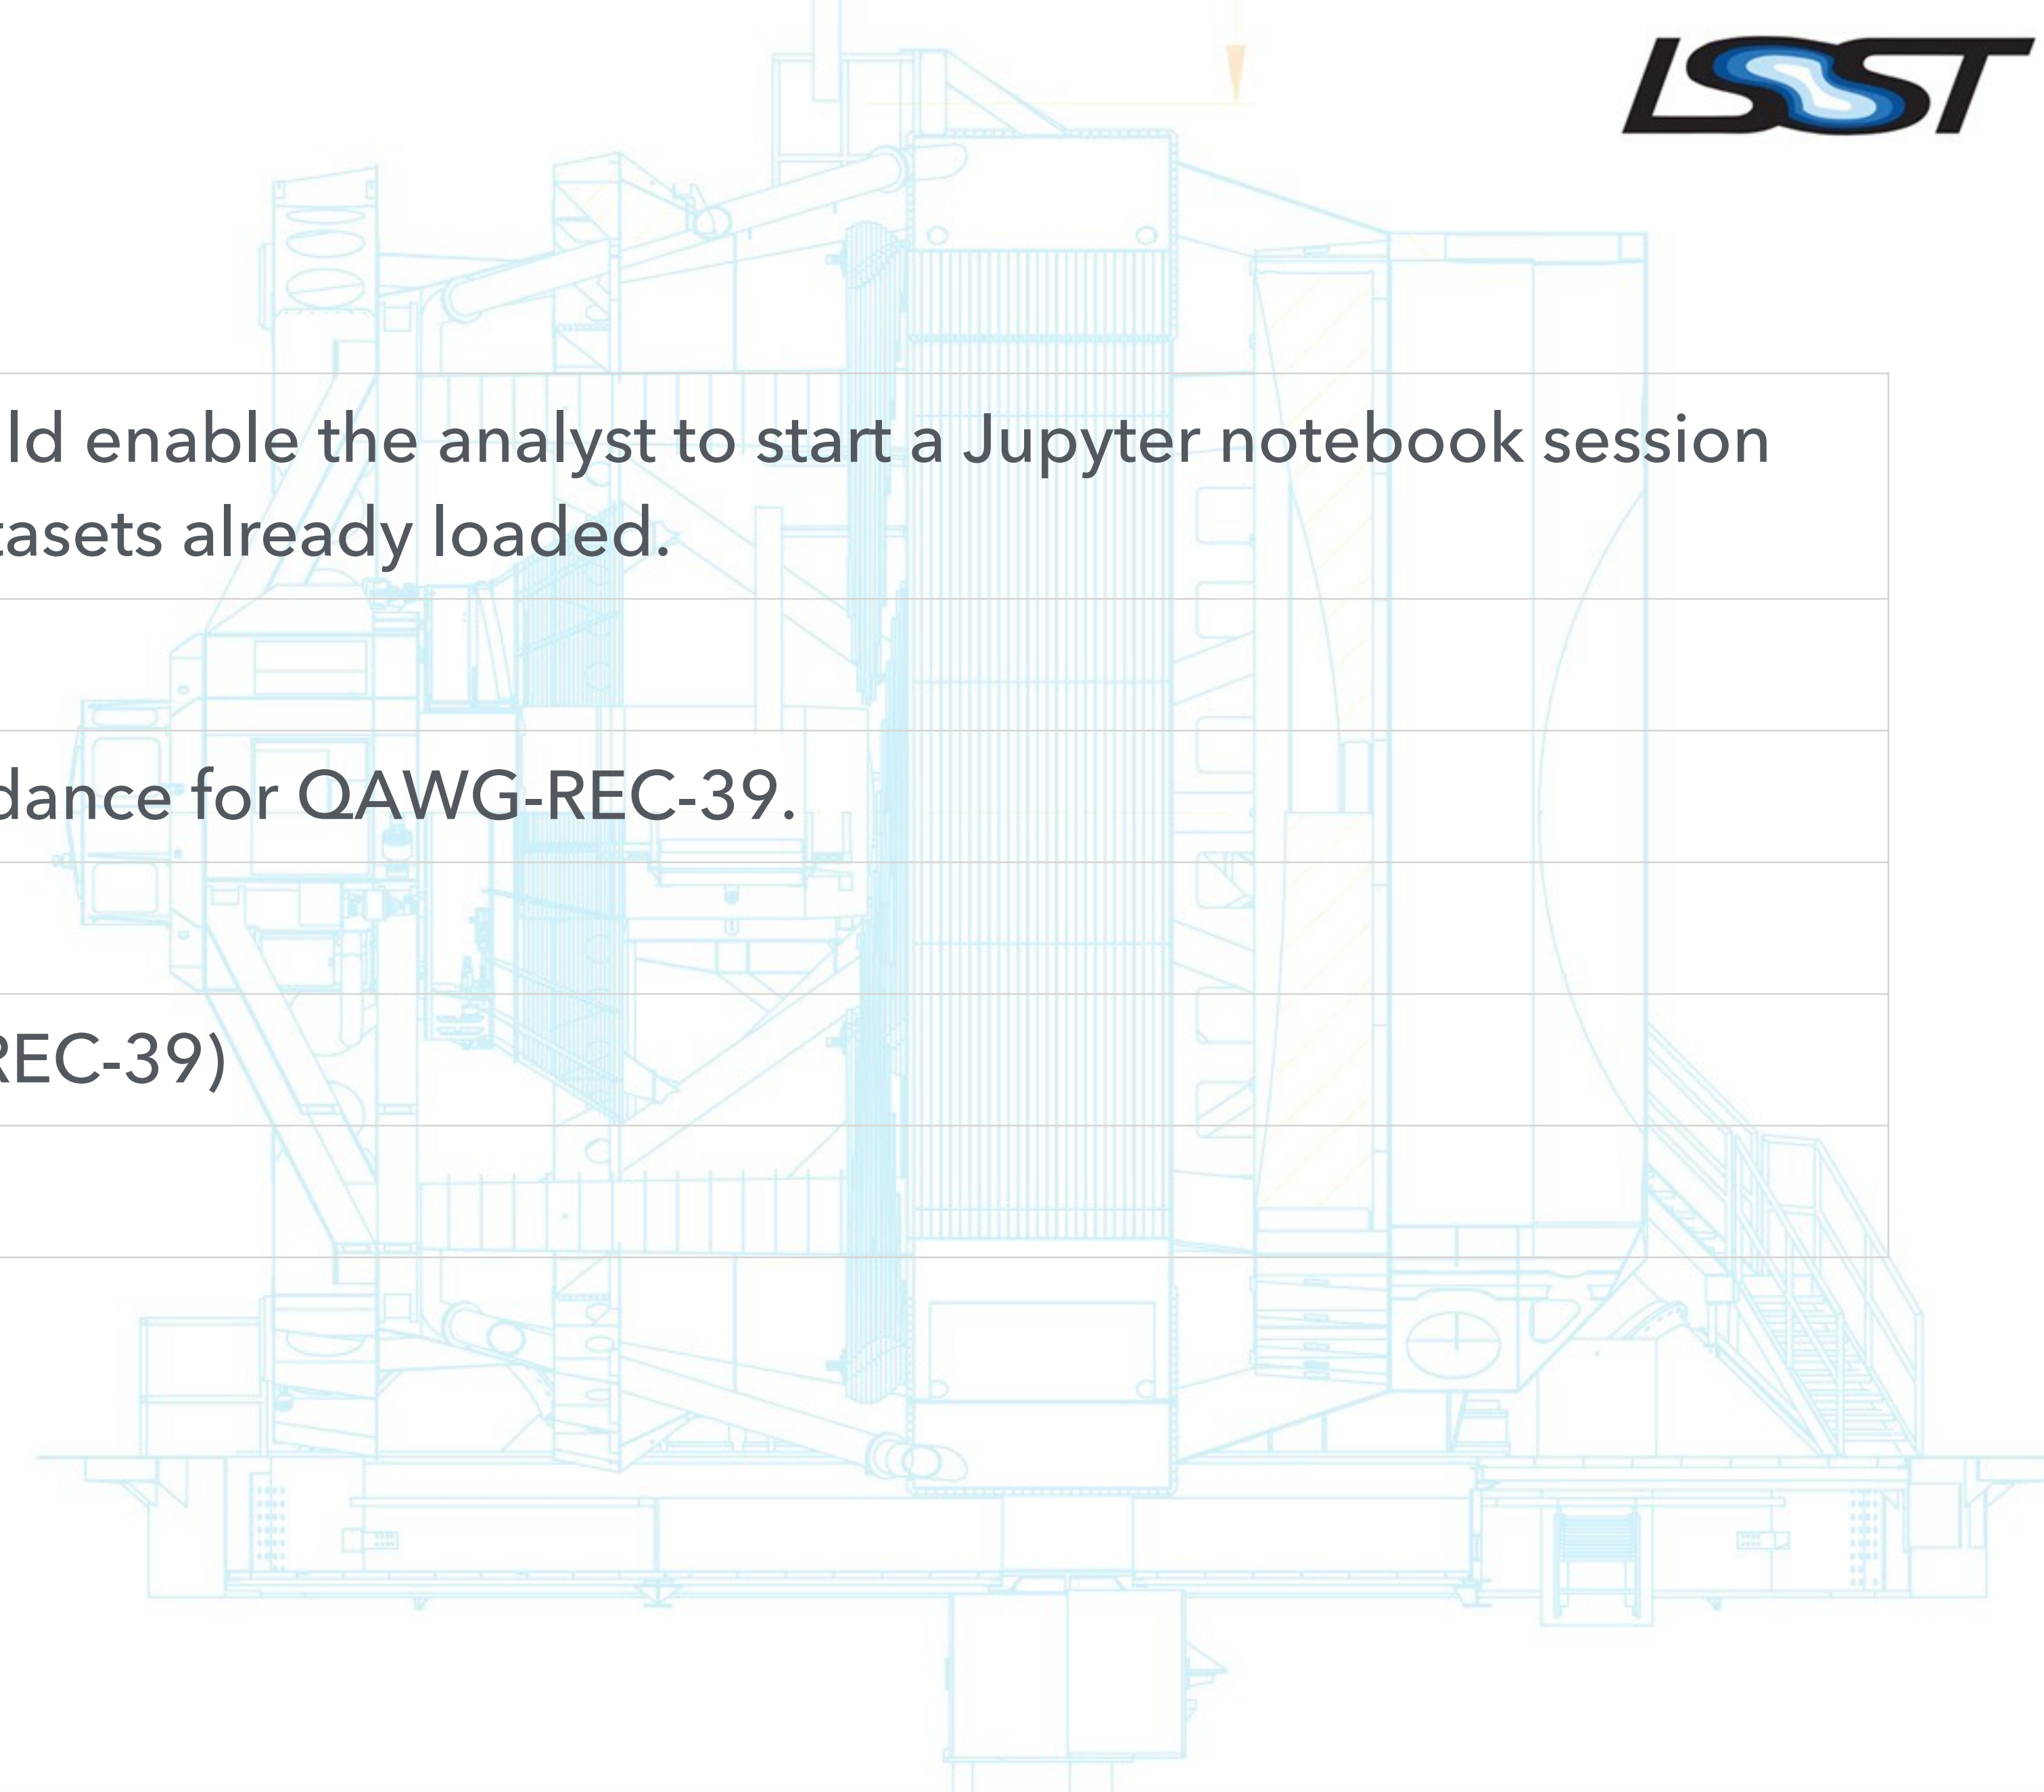 LSST
ld enable the analyst to start a Jupyter notebook session
tasets already loaded.
dance for QAWG-REC-39.
REC-39)